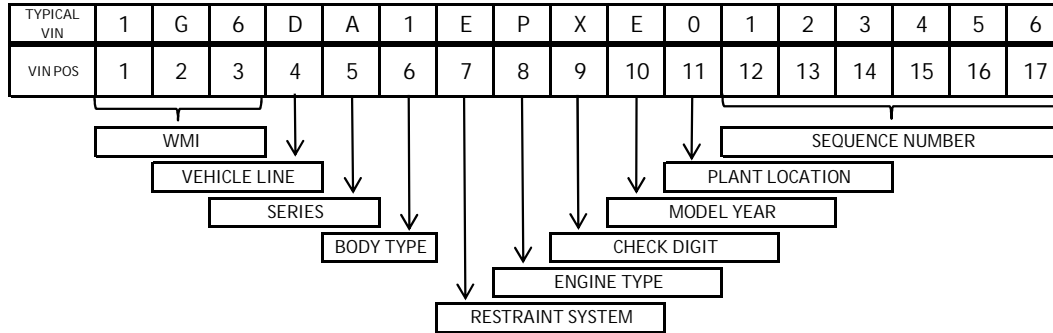 TYPICAL VIN 1 G 6 D A 1 E P X E 0 1 2 3 4 5 6
VIN POS 1 2 3 4 5 6 7 8 9 10 11 12 13 14 15 16 17
WMI SEQUENCE NUMBER
VEHICLE LINE PLANT LOCATION
SERIES MODEL YEAR
BODY TYPE CHECK DIGIT
ENGINE TYPE
RESTRAINT SYSTEM